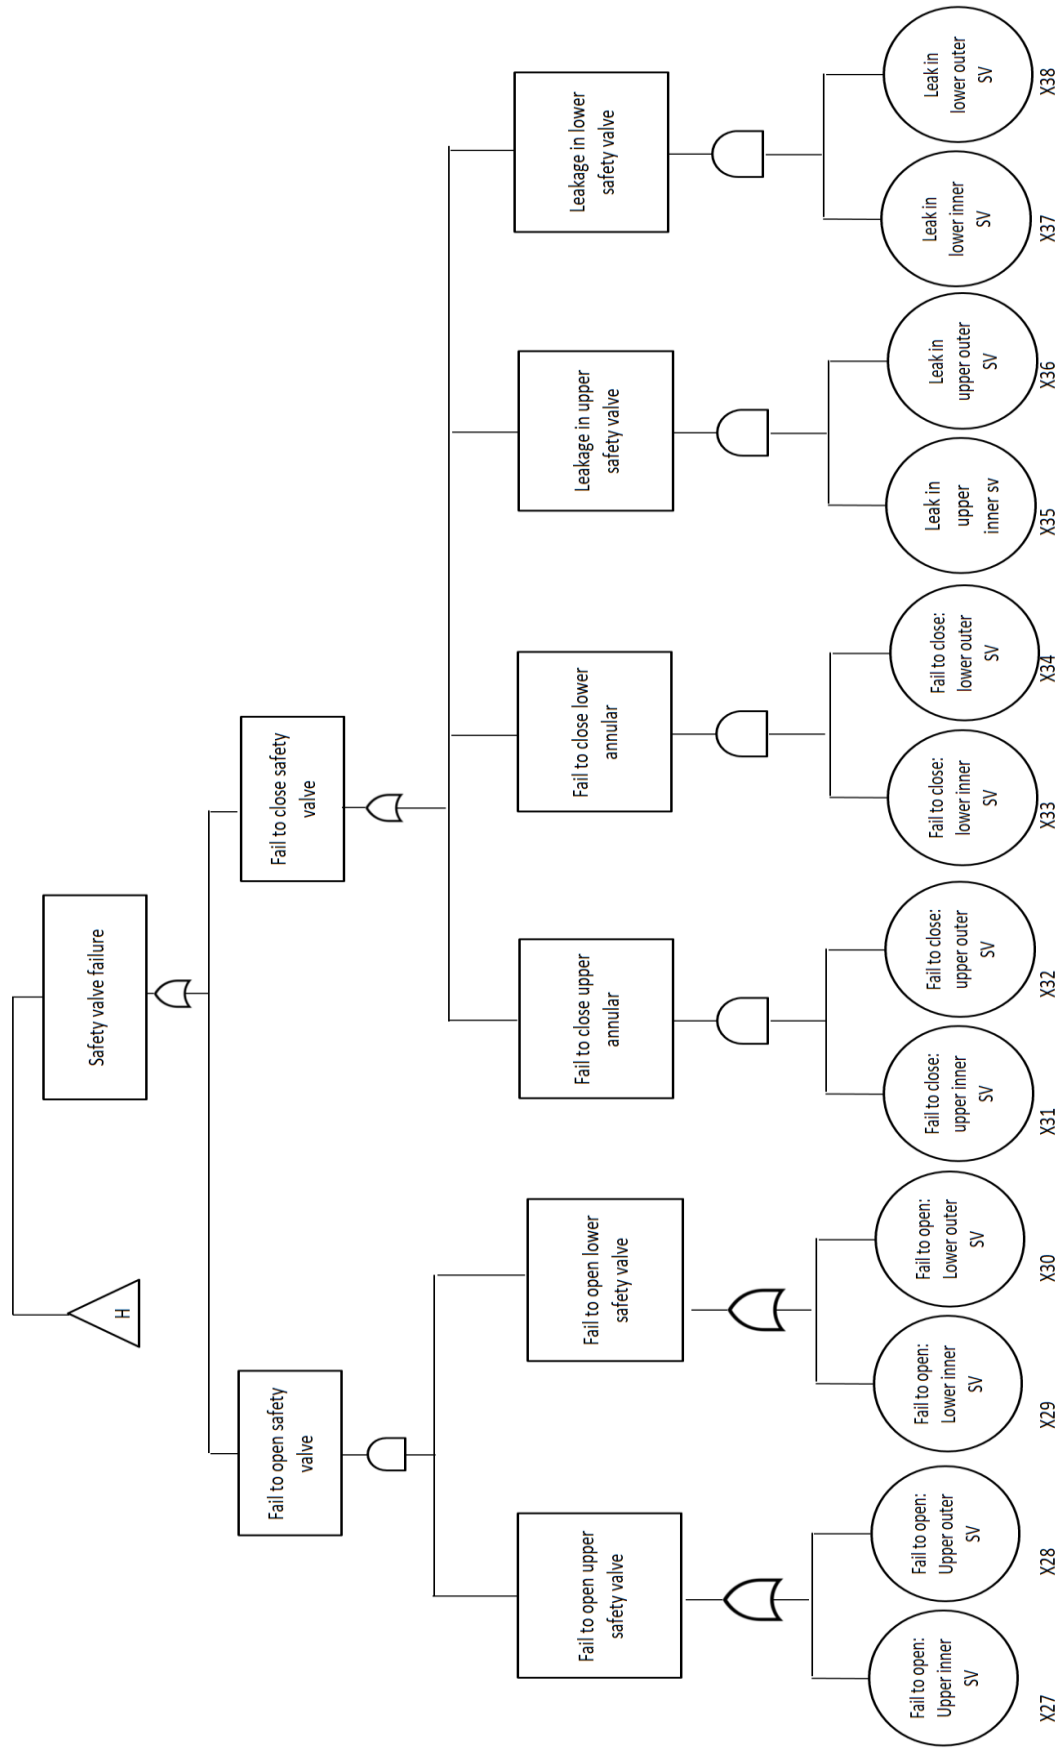 H
Safety valve failure
Fail to open safety
valve
Fail to close safety
valve
Fail to open upper
safety valve
Fail to open lower
safety valve
Fail to close upper
annular
Fail to close lower
annular
Leakage in upper
safety valve
Leakage in lower
safety valve
Fail to open:
Upper inner
SV
Fail to open:
Upper outer
SV
Fail to open:
Lower inner
SV
Fail to open:
Lower outer
SV
Fail to close:
upper inner
SV
Fail to close:
upper outer
SV
Fail to close:
lower inner
SV
Fail to close:
lower outer
SV
Leak in
upper
inner sv
Leak in
upper outer
SV
Leak in
lower inner
SV
Leak in
lower outer
SV
X27
X28
X29
X30
X31
X32
X33
X34
X35
X36
X37
X38